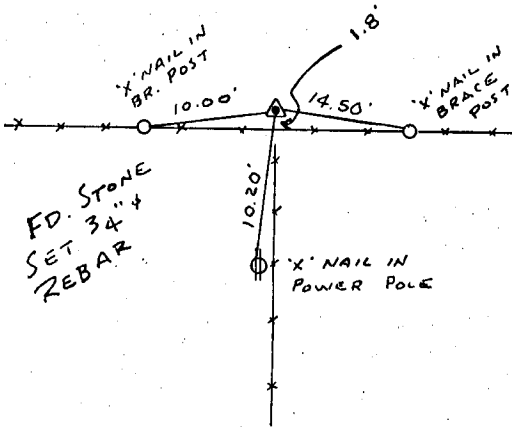 1.8'
'X' NAIL IN
BR. POST
10.00'
14.50'
'X' NAIL IN
BRACE
POST
FD. STONE
SET 3/4" ϕ
REBAR
10.20'
'X' NAIL IN
POWER POLE